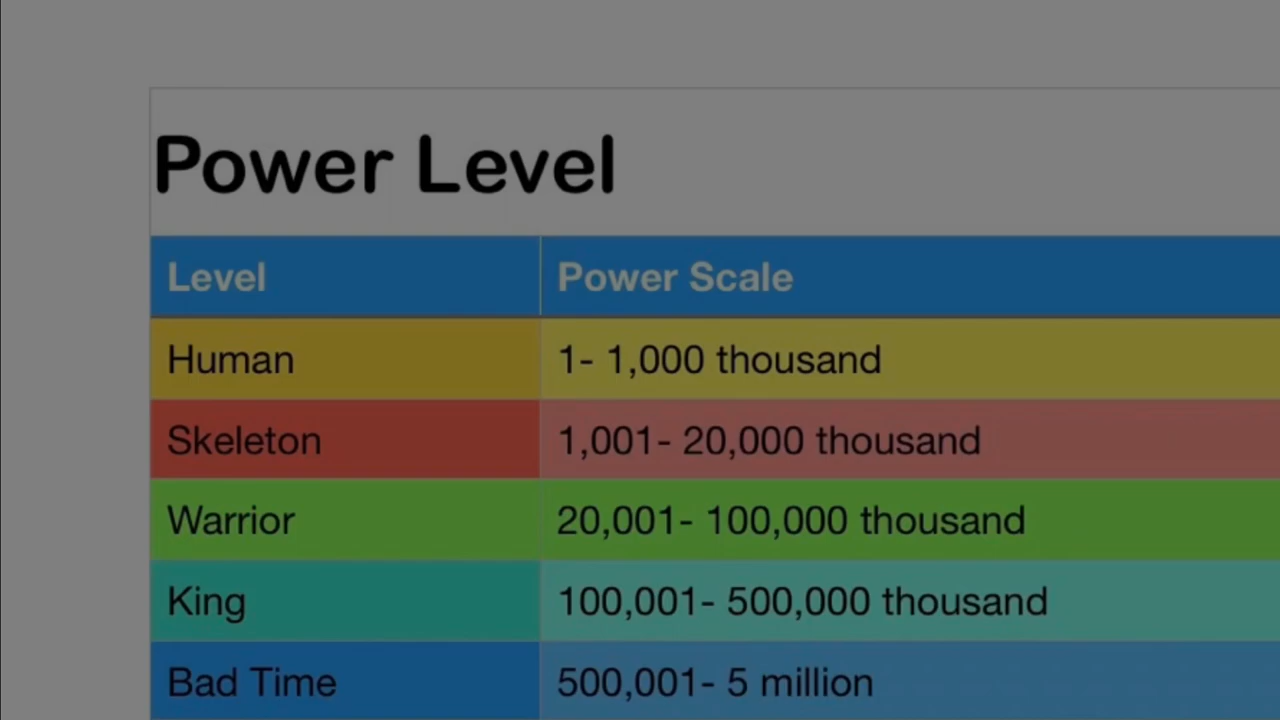 Power Level
Level Power Scale
Human 1- 1,000 thousand
Skeleton 1,001- 20,000 thousand
Warrior 20,001- 100,000 thousand
King 100,001- 500,000 thousand
Bad Time 500,001- 5 million